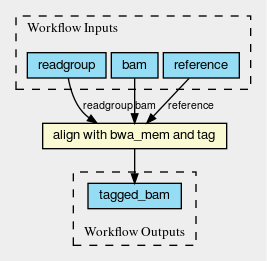 Workflow Inputs
readgroup bam reference
readgroup bam reference
align with bwa_mem and tag
tagged_bam
Workflow Outputs